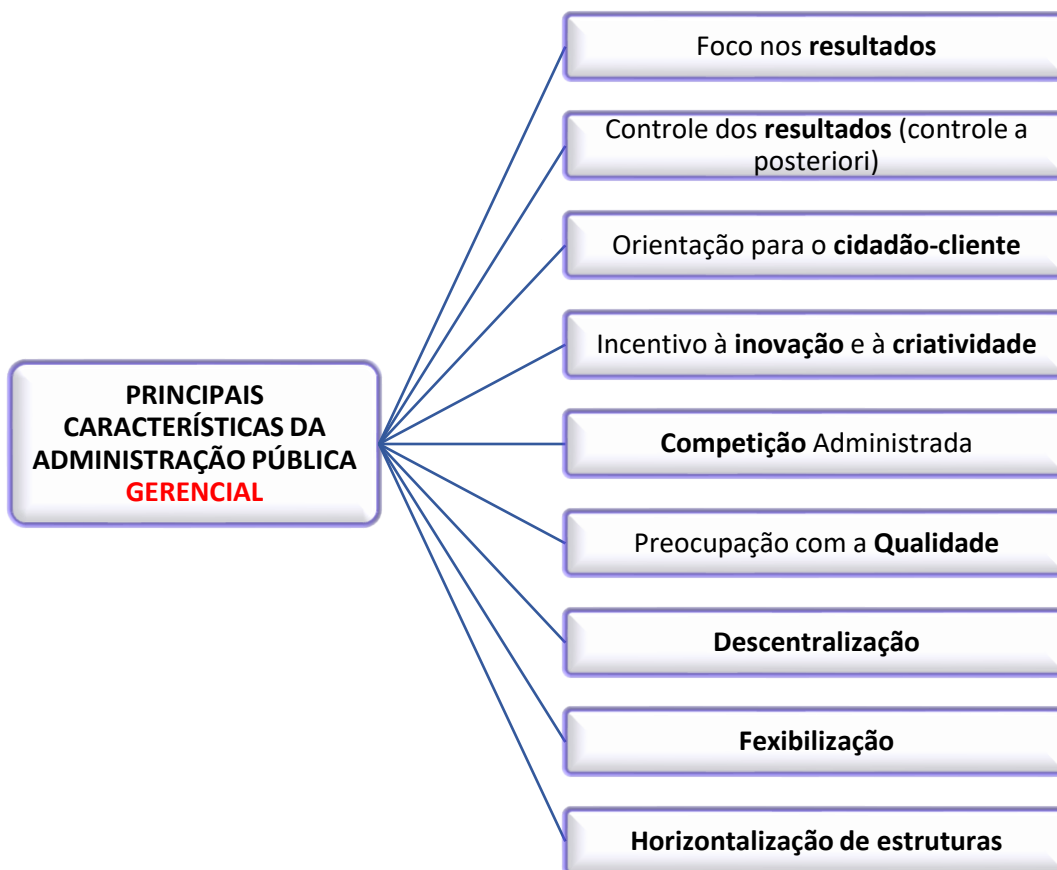 Foco nos resultados
Controle dos resultados (controle a
posteriori)
Orientação para o cidadão-cliente
Incentivo à inovação e à criatividade
PRINCIPAIS
CARACTERÍSTICAS DA
ADMINISTRAÇÃO PÚBLICA
GERENCIAL
Competição Administrada
Preocupação com a Qualidade
Descentralização
Fexibilização
Horizontalização de estruturas